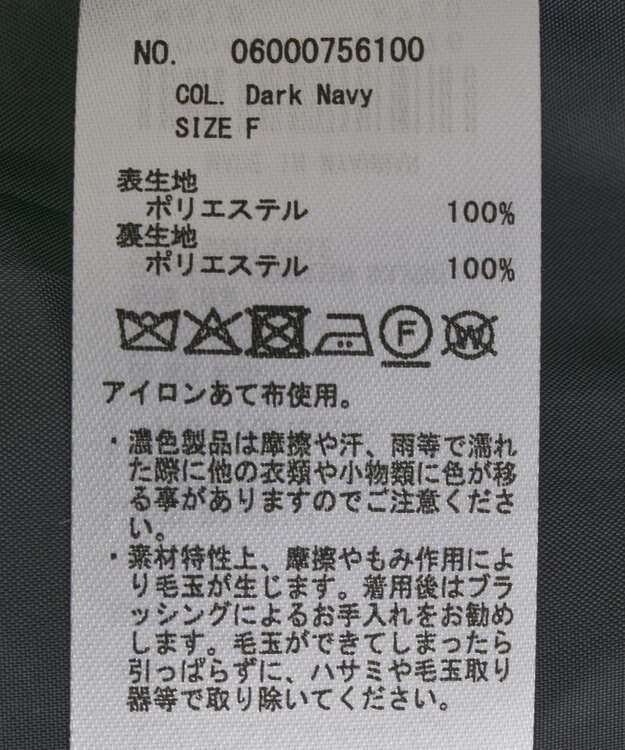 NO. 06000756100
COL. Dark Navy
SIZE F
表生地
ポリエステル 100%
裏生地
ポリエステル 100%
F W
アイロンあて布使用。
・濃色製品は摩擦や汗、雨等で濡れ
た際に他の衣類や小物類に色が移
る事がありますのでご注意くださ
い。
・素材特性上、摩擦やもみ作用によ
り毛玉が生じます。着用後はブラ
ッシングによるお手入れをお勧め
します。毛玉ができてしまったら
引っぱらずに、ハサミや毛玉取り
器等で取り除いてください。